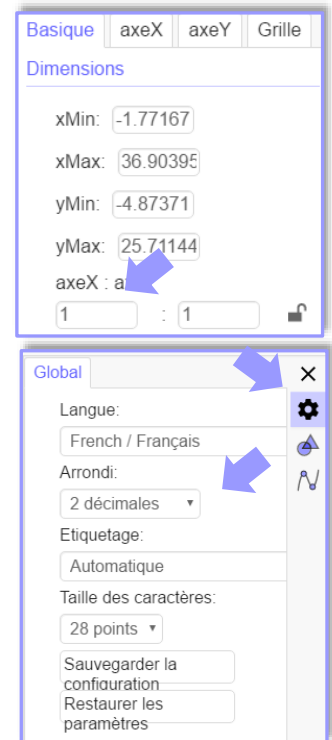 Basique axeX axeY Grille
Dimensions
xMin: -1.77167
xMax: 36.90395
yMin: -4.87371
yMax: 25.71144
axeX : a
1 : 1
Global
Langue:
French / Français
Arrondi:
2 décimales
Etiquetage:
Automatique
Taille des caractères:
28 points
Sauvegarder la
configuration
Restaurer les
paramètres